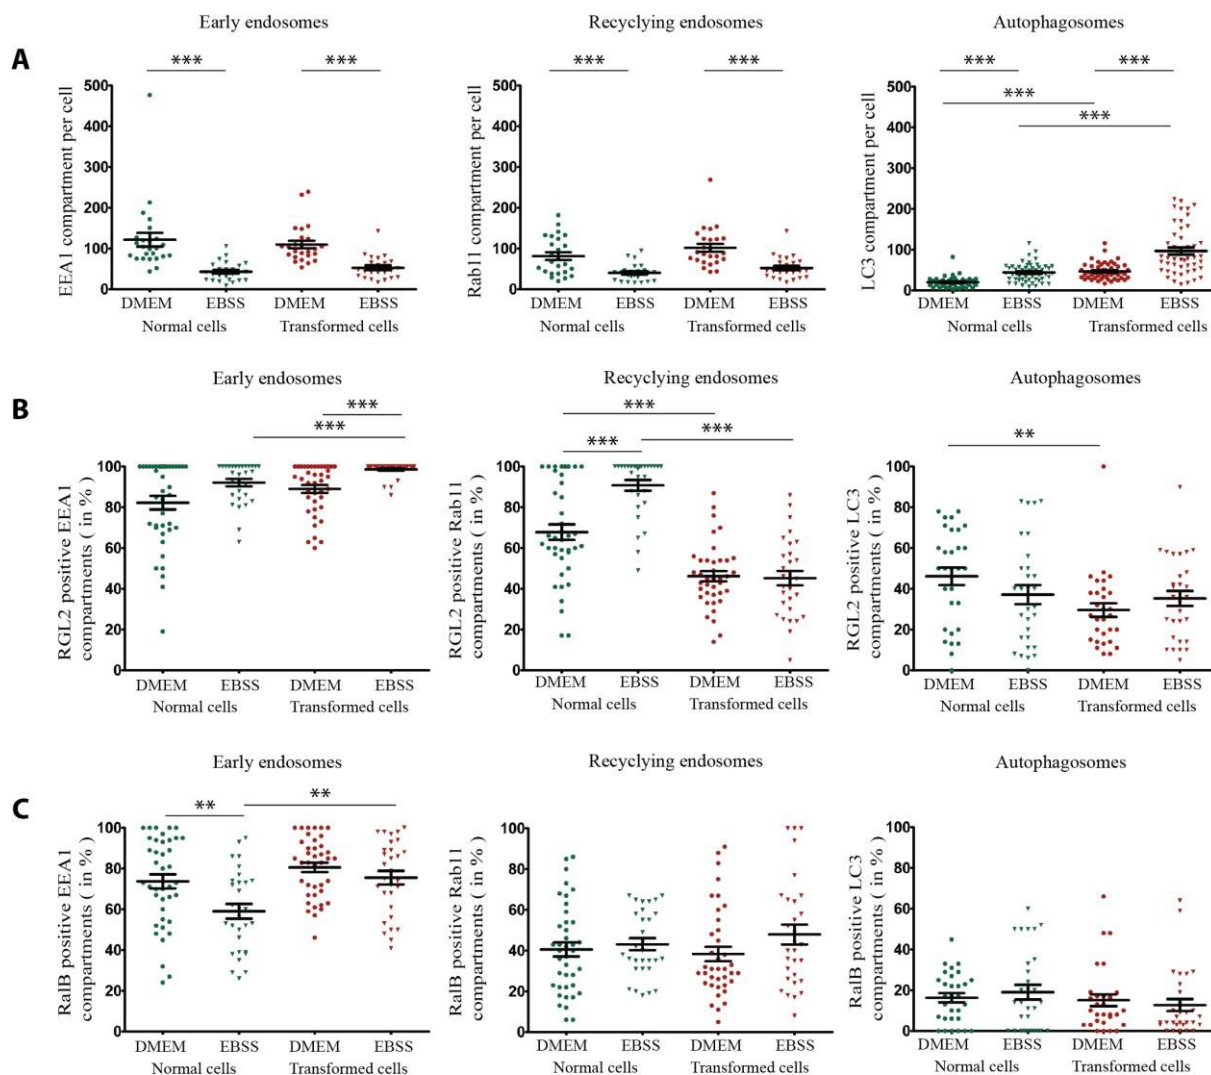 Early endosomes
Recyclying endosomes
Autophagosomes
A
***
***
***
***
***
***
***
***
EEA1 compartment per cell
500
400
300
200
100
0
DMEM EBSS DMEM EBSS
Normal cells Transformed cells
Rab11 compartment per cell
500
400
300
200
100
0
DMEM EBSS DMEM EBSS
Normal cells Transformed cells
LC3 compartment per cell
500
400
300
200
100
0
DMEM EBSS DMEM EBSS
Normal cells Transformed cells
Early endosomes
Recyclying endosomes
Autophagosomes
B
***
***
***
***
***
**
RGL2 positive EEA1
compartments ( in % )
100
80
60
40
20
0
DMEM EBSS DMEM EBSS
Normal cells Transformed cells
RGL2 positive Rab11
compartments ( in % )
100
80
60
40
20
0
DMEM EBSS DMEM EBSS
Normal cells Transformed cells
RGL2 positive LC3
compartments ( in % )
100
80
60
40
20
0
DMEM EBSS DMEM EBSS
Normal cells Transformed cells
Early endosomes
Recyclying endosomes
Autophagosomes
C
**
**
RalB positive EEA1
compartments ( in % )
100
80
60
40
20
0
DMEM EBSS DMEM EBSS
Normal cells Transformed cells
RalB positive Rab11
compartments ( in % )
100
80
60
40
20
0
DMEM EBSS DMEM EBSS
Normal cells Transformed cells
RalB positive LC3
compartments ( in % )
100
80
60
40
20
0
DMEM EBSS DMEM EBSS
Normal cells Transformed cells